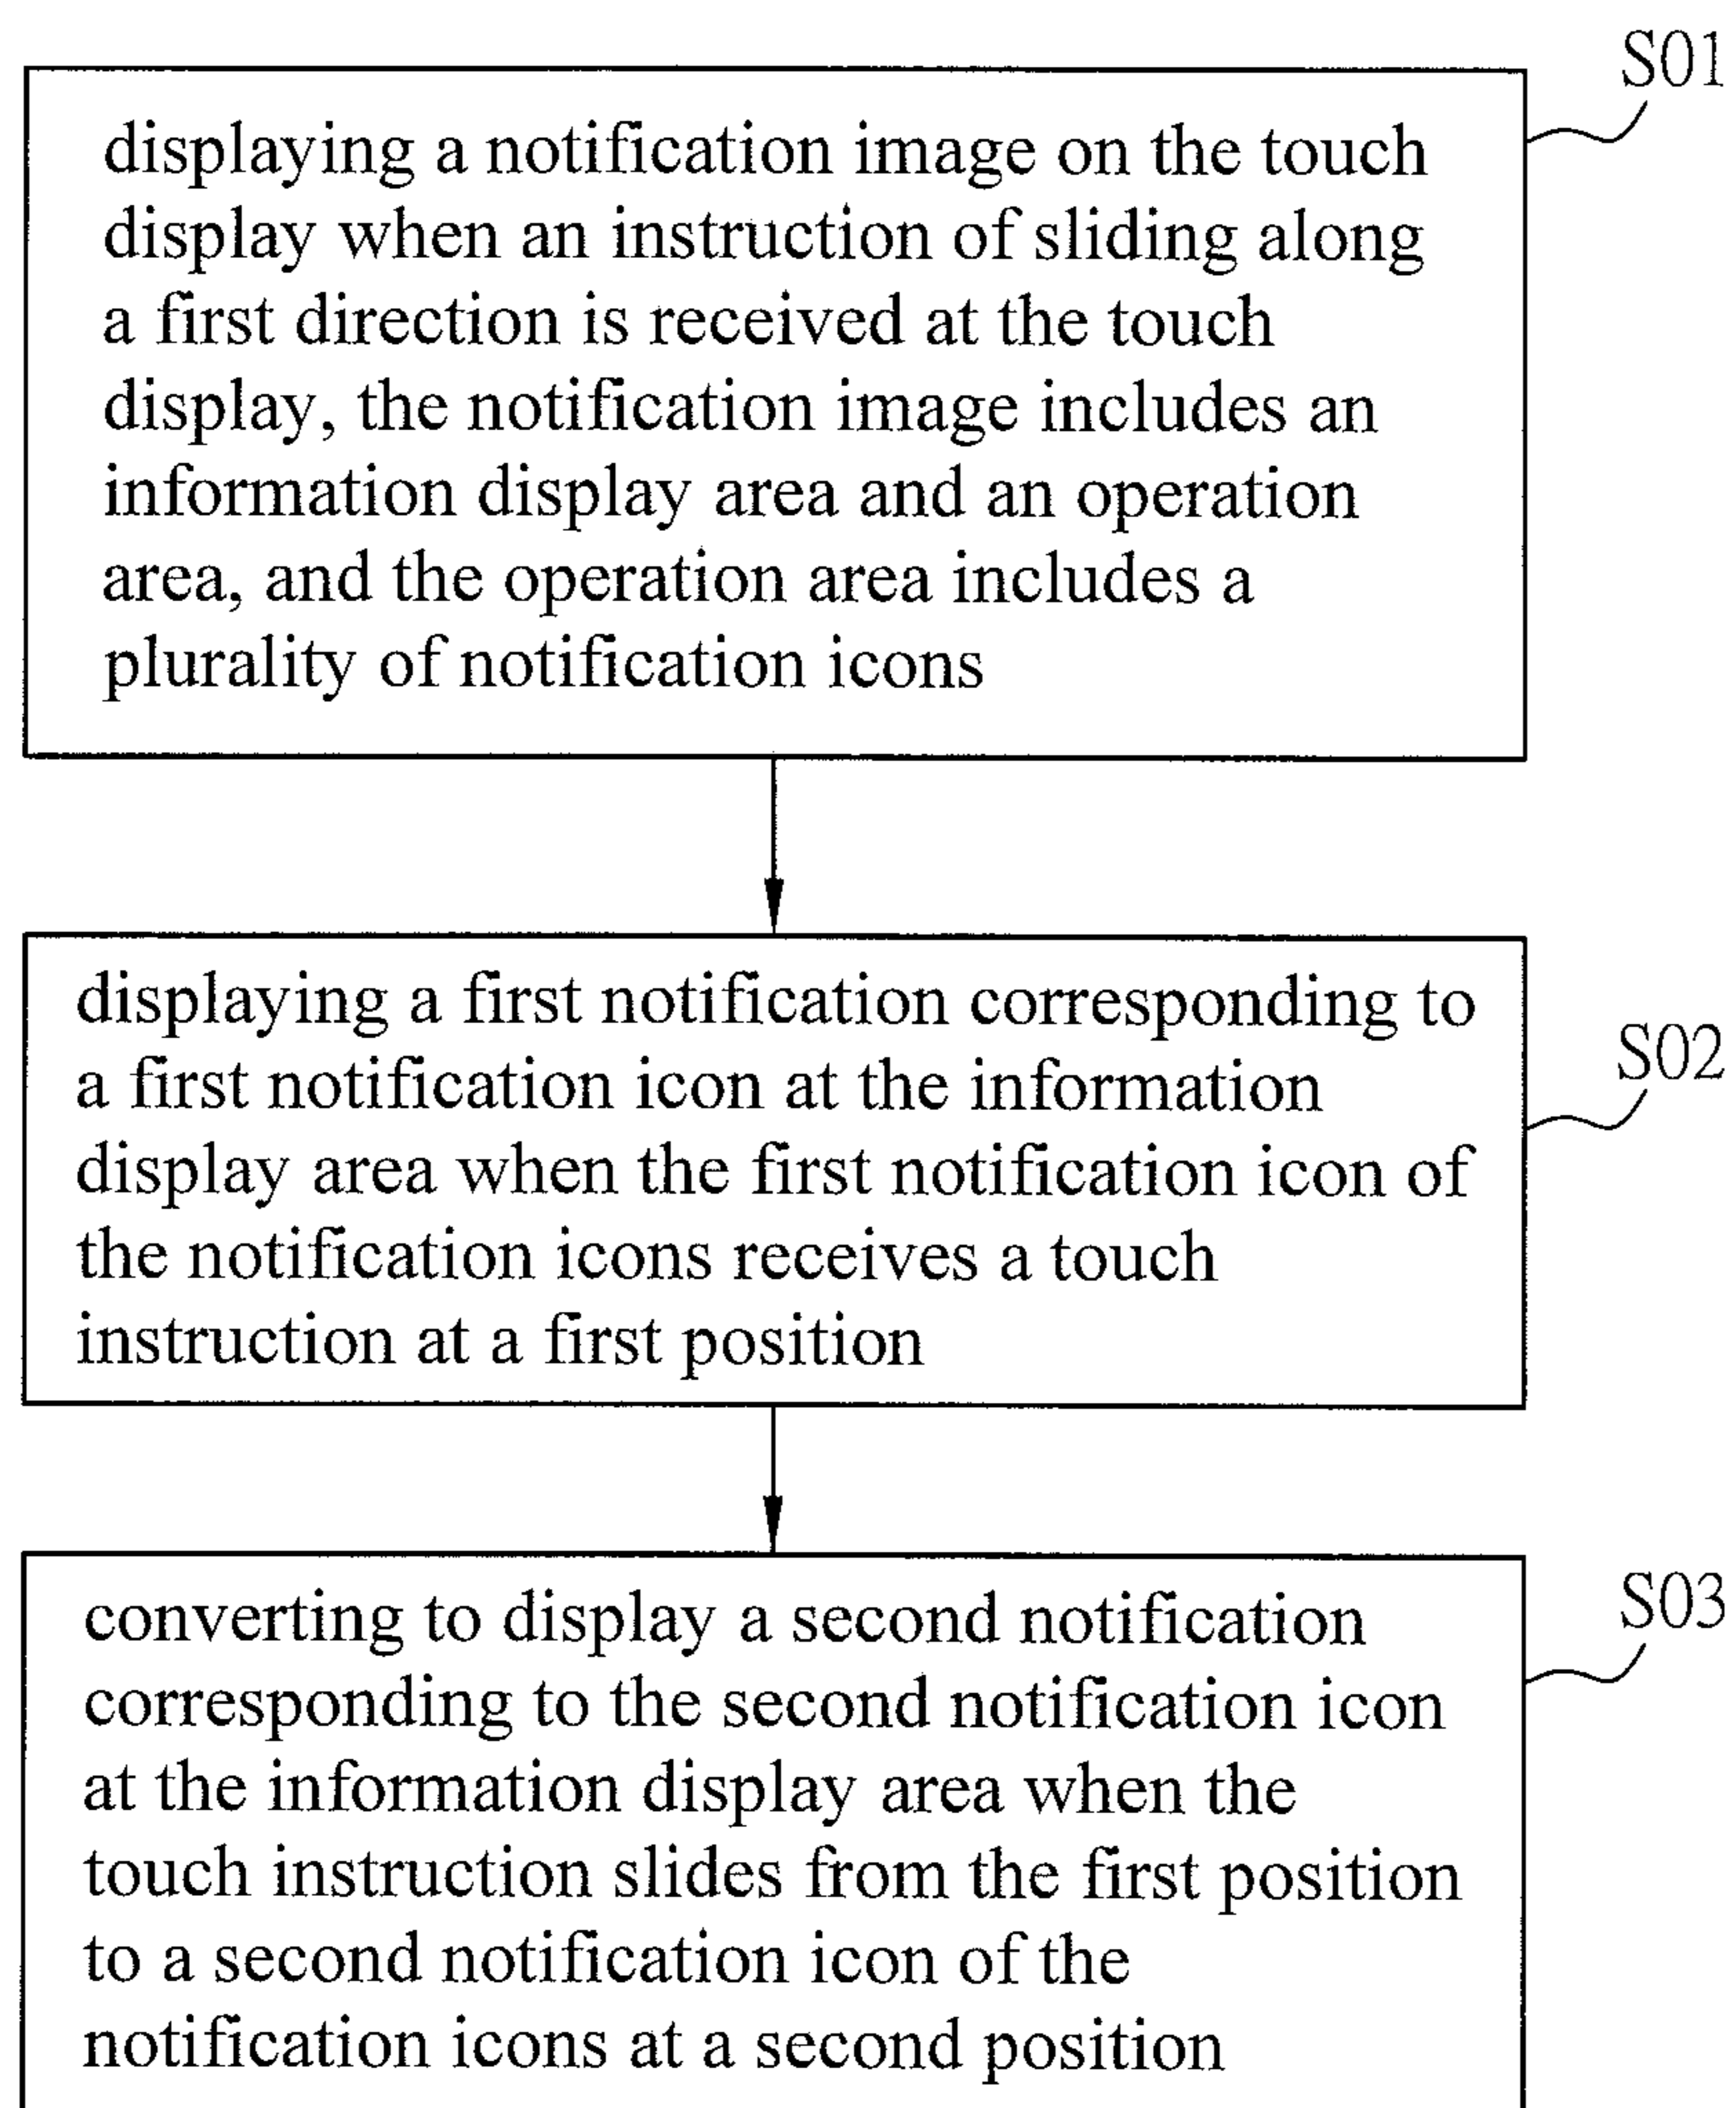 S01
displaying a notification image on the touch
display when an instruction of sliding along
a first direction is received at the touch
display, the notification image includes an
information display area and an operation
area, and the operation area includes a
plurality of notification icons
displaying a first notification corresponding to
a first notification icon at the information
display area when the first notification icon of
the notification icons receives a touch
instruction at a first position
S02
converting to display a second notification
corresponding to the second notification icon
at the information display area when the
touch instruction slides from the first position
to a second notification icon of the
notification icons at a second position
S03